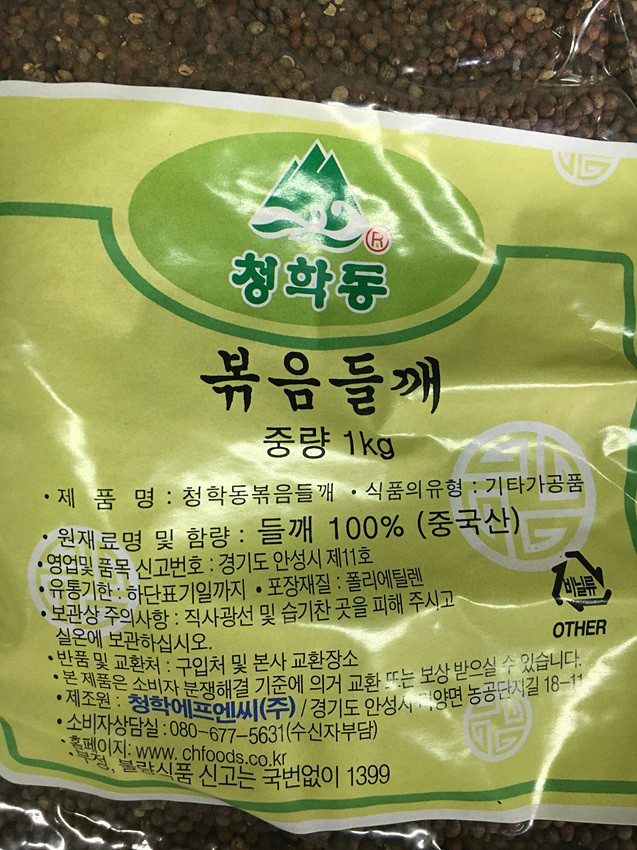 청학동
®
볶음들깨
중량 1kg
• 제 품 명 : 청학동볶음들깨 • 식품의유형 : 기타가공품
• 원재료명 및 함량 : 들깨 100% (중국산)
• 영업및 품목 신고번호 : 경기도 안성시 제11호
• 유통기한 : 하단표기일까지 • 포장재질 : 폴리에틸렌
• 보관상 주의사항 : 직사광선 및 습기찬 곳을 피해 주시고
실온에 보관하십시오.
비닐류
OTHER
• 반품 및 교환처 : 구입처 및 본사 교환장소
• 본 제품은 소비자 분쟁해결 기준에 의거 교환 또는 보상 받으실 수 있습니다.
• 제조원 : 청학에프엔씨(주) / 경기도 안성시 농공단지길 18-11
• 소비자상담실 : 080-677-5631(수신자부담)
• 홈페이지: www. chfoods.co.kr
• 부정, 불량식품 신고는 국번없이 1399